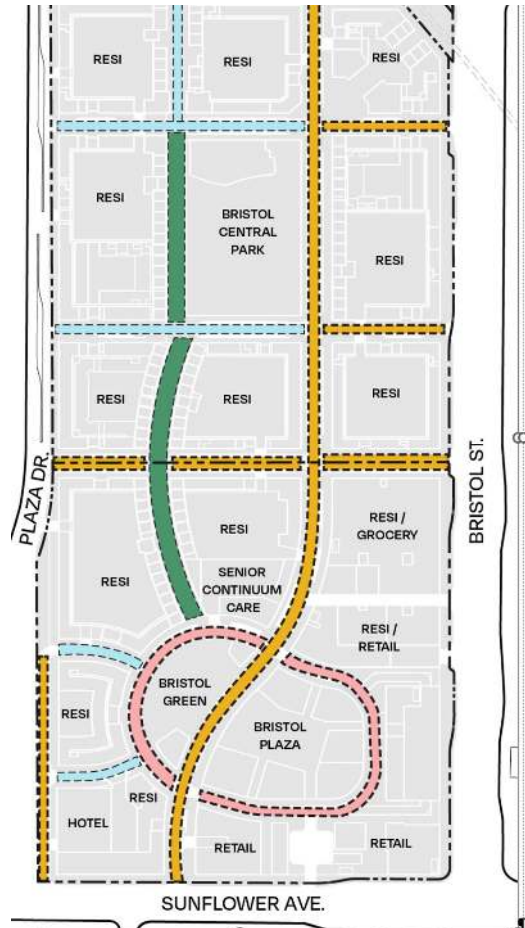 RESI
RESI
RESI
RESI
BRISTOL
CENTRAL
PARK
RESI
RESI
RESI
RESI
PLAZA DR.
BRISTOL ST.
RESI
RESI /
GROCERY
RESI
SENIOR
CONTINUUM
CARE
RESI /
RETAIL
BRISTOL
GREEN
RESI
BRISTOL
PLAZA
RESI
HOTEL
RETAIL
RETAIL
SUNFLOWER AVE.